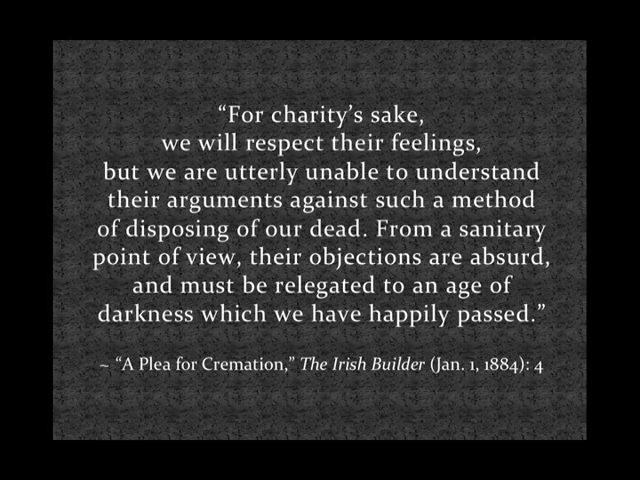 “For charity’s sake,
we will respect their feelings,
but we are utterly unable to understand
their arguments against such a method
of disposing of our dead. From a sanitary
point of view, their objections are absurd,
and must be relegated to an age of
darkness which we have happily passed.”
~ “A Plea for Cremation,” The Irish Builder (Jan. 1, 1884): 4